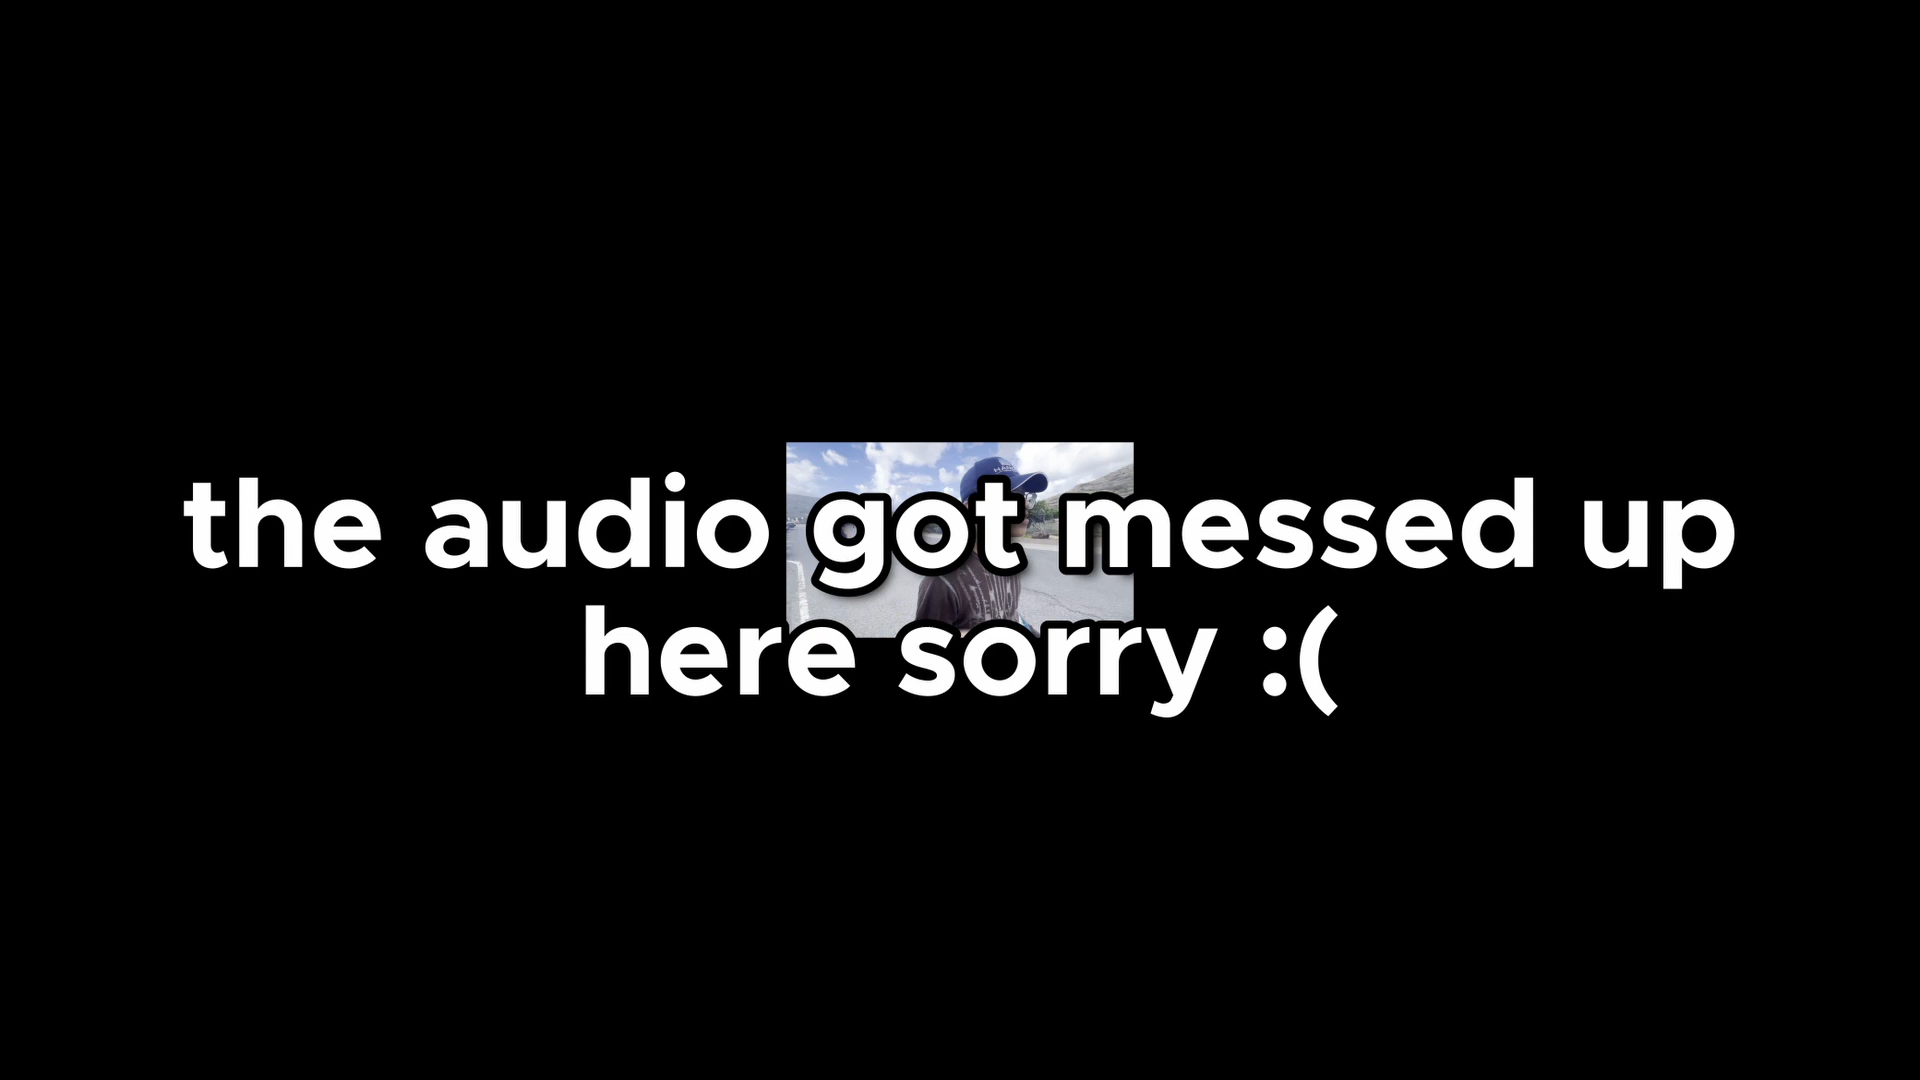 the audio got messed up
here sorry :(